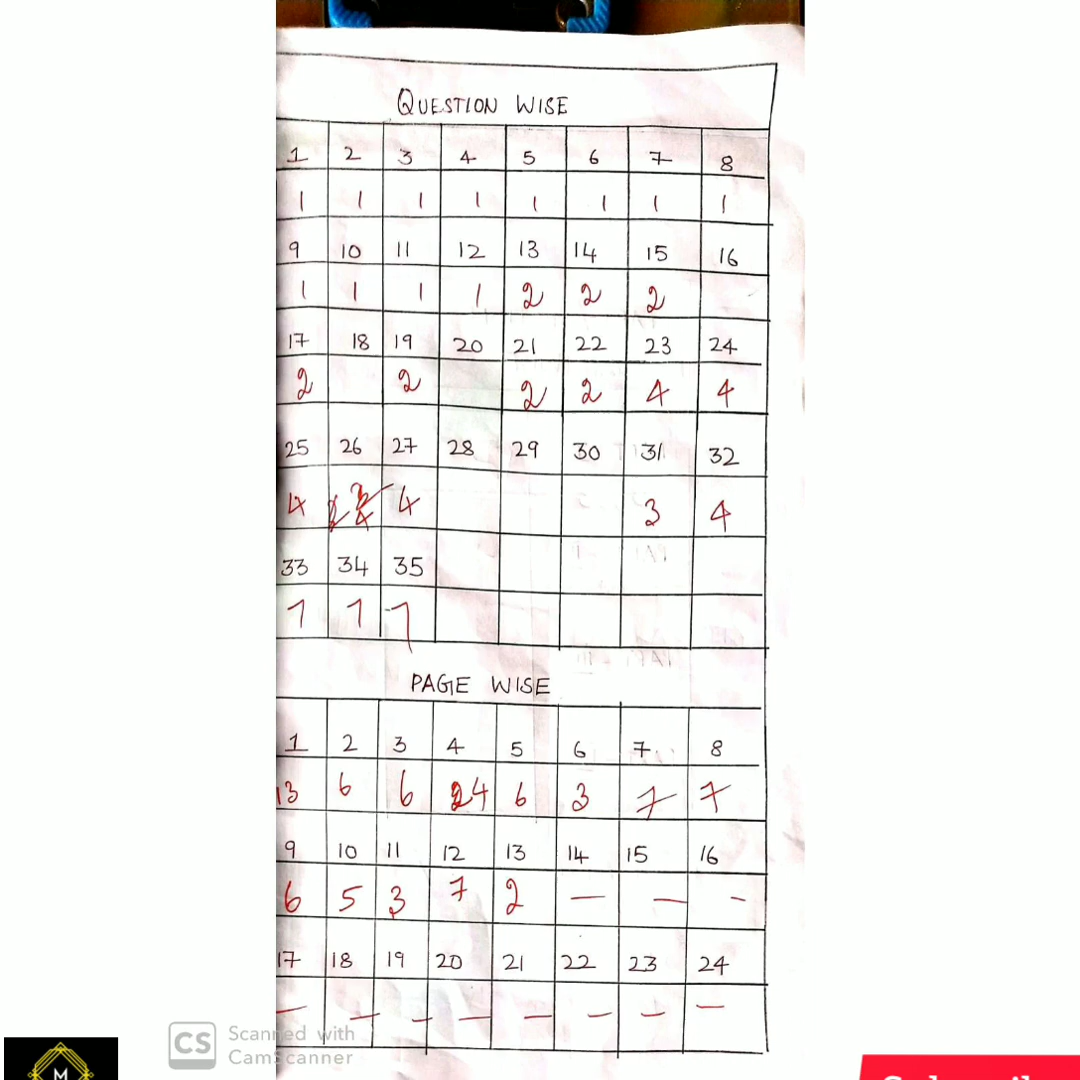 QUESTION WISE
1 2 3 4 5 6 7 8
1 1 1 1 1 1 1 1
9 10 11 12 13 14 15 16
1 1 1 1 2 2 2
17 18 19 20 21 22 23 24
2 2 2 2 4 4
25 26 27 28 29 30 31 32
4 4 3 4
33 34 35
7 7 7
PAGE WISE
1 2 3 4 5 6 7 8
13 6 6 24 6 3 7 7
9 10 11 12 13 14 15 16
6 5 3 7 2 — — -
17 18 19 20 21 22 23 24
— — — — — — — —
CS Scanned with
CamScanner
M